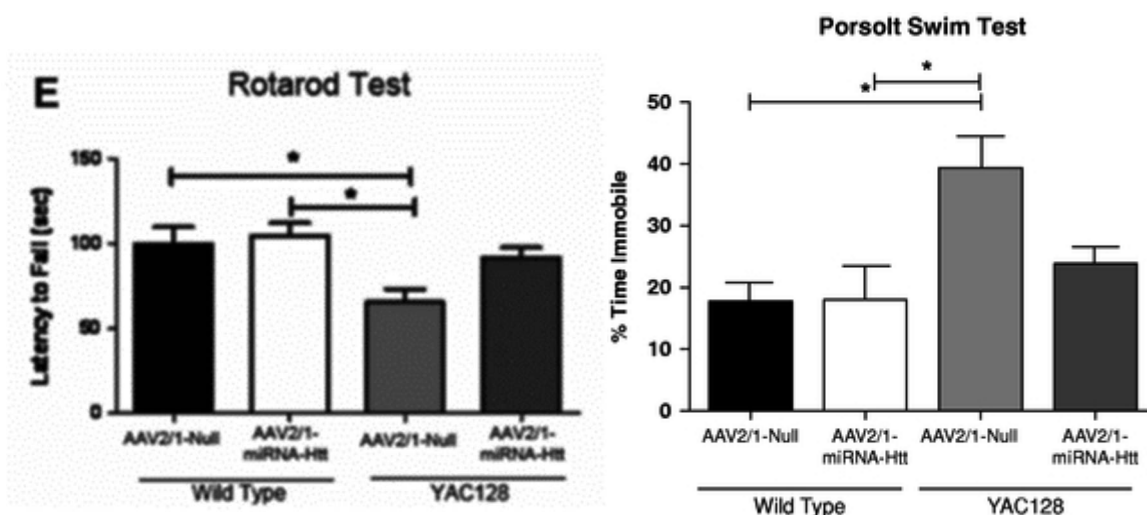 E
Rotarod Test
Latency to Fall (sec)
150
100
50
0
*
*
AAV2/1-Null
AAV2/1-
miRNA-Htt
AAV2/1-Null
AAV2/1-
miRNA-Htt
Wild Type
YAC128
Porsolt Swim Test
% Time Immobile
50
40
30
20
10
0
*
*
AAV2/1-Null
AAV2/1-
miRNA-Htt
AAV2/1-Null
AAV2/1-
miRNA-Htt
Wild Type
YAC128